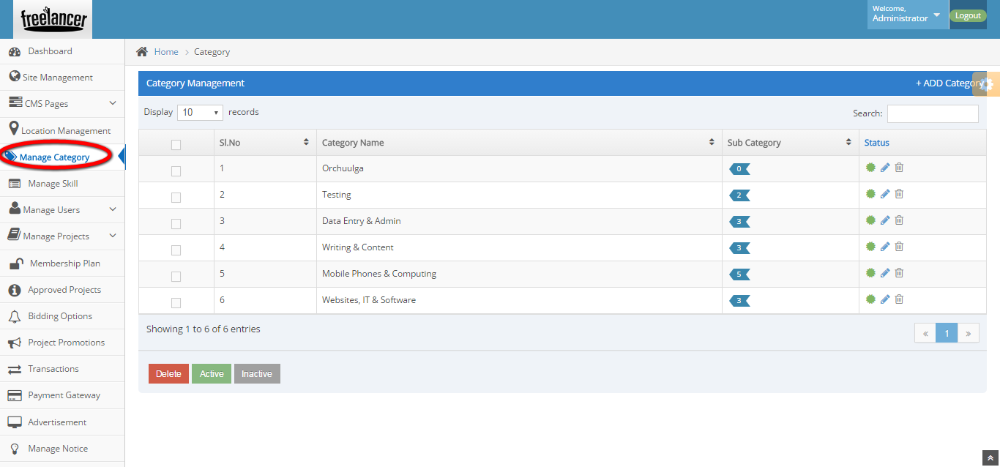 freelancer
Welcome,
Administrator
Logout
Dashboard
Site Management
CMS Pages
Location Management
Manage Category
Manage Skill
Manage Users
Manage Projects
Membership Plan
Approved Projects
Bidding Options
Project Promotions
Transactions
Payment Gateway
Advertisement
Manage Notice
Home > Category
Category Management + ADD Category
Display 10 records Search:
Sl.No Category Name Sub Category Status
1 Orchuulga 0
2 Testing 2
3 Data Entry & Admin 3
4 Writing & Content 3
5 Mobile Phones & Computing 5
6 Websites, IT & Software 3
Showing 1 to 6 of 6 entries « 1 »
Delete Active Inactive